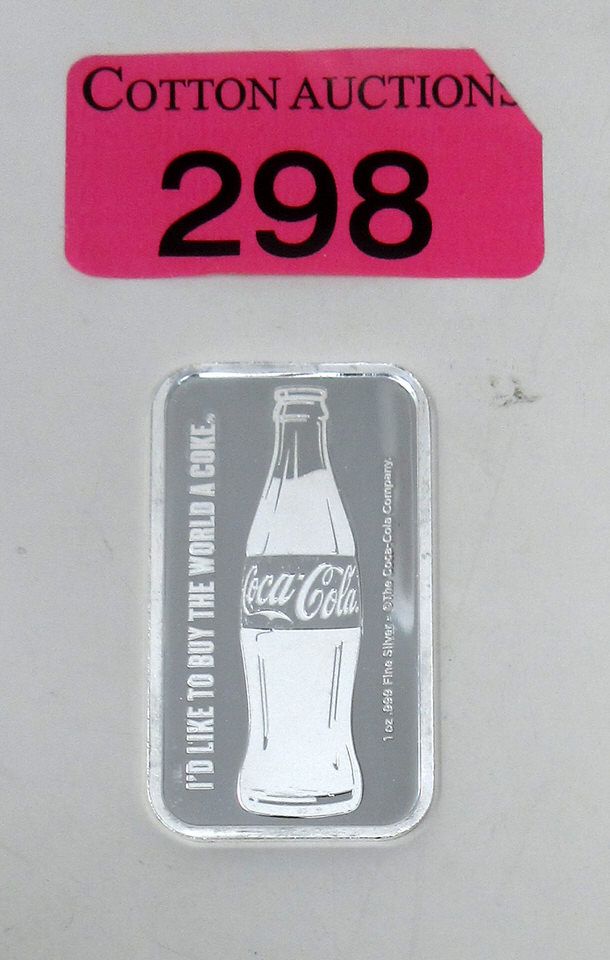 COTTON AUCTIONS
298
I'D LIKE TO BUY THE WORLD A COKE.
Coca-Cola
1 oz .999 Fine Silver - ©The Coca-Cola Company.